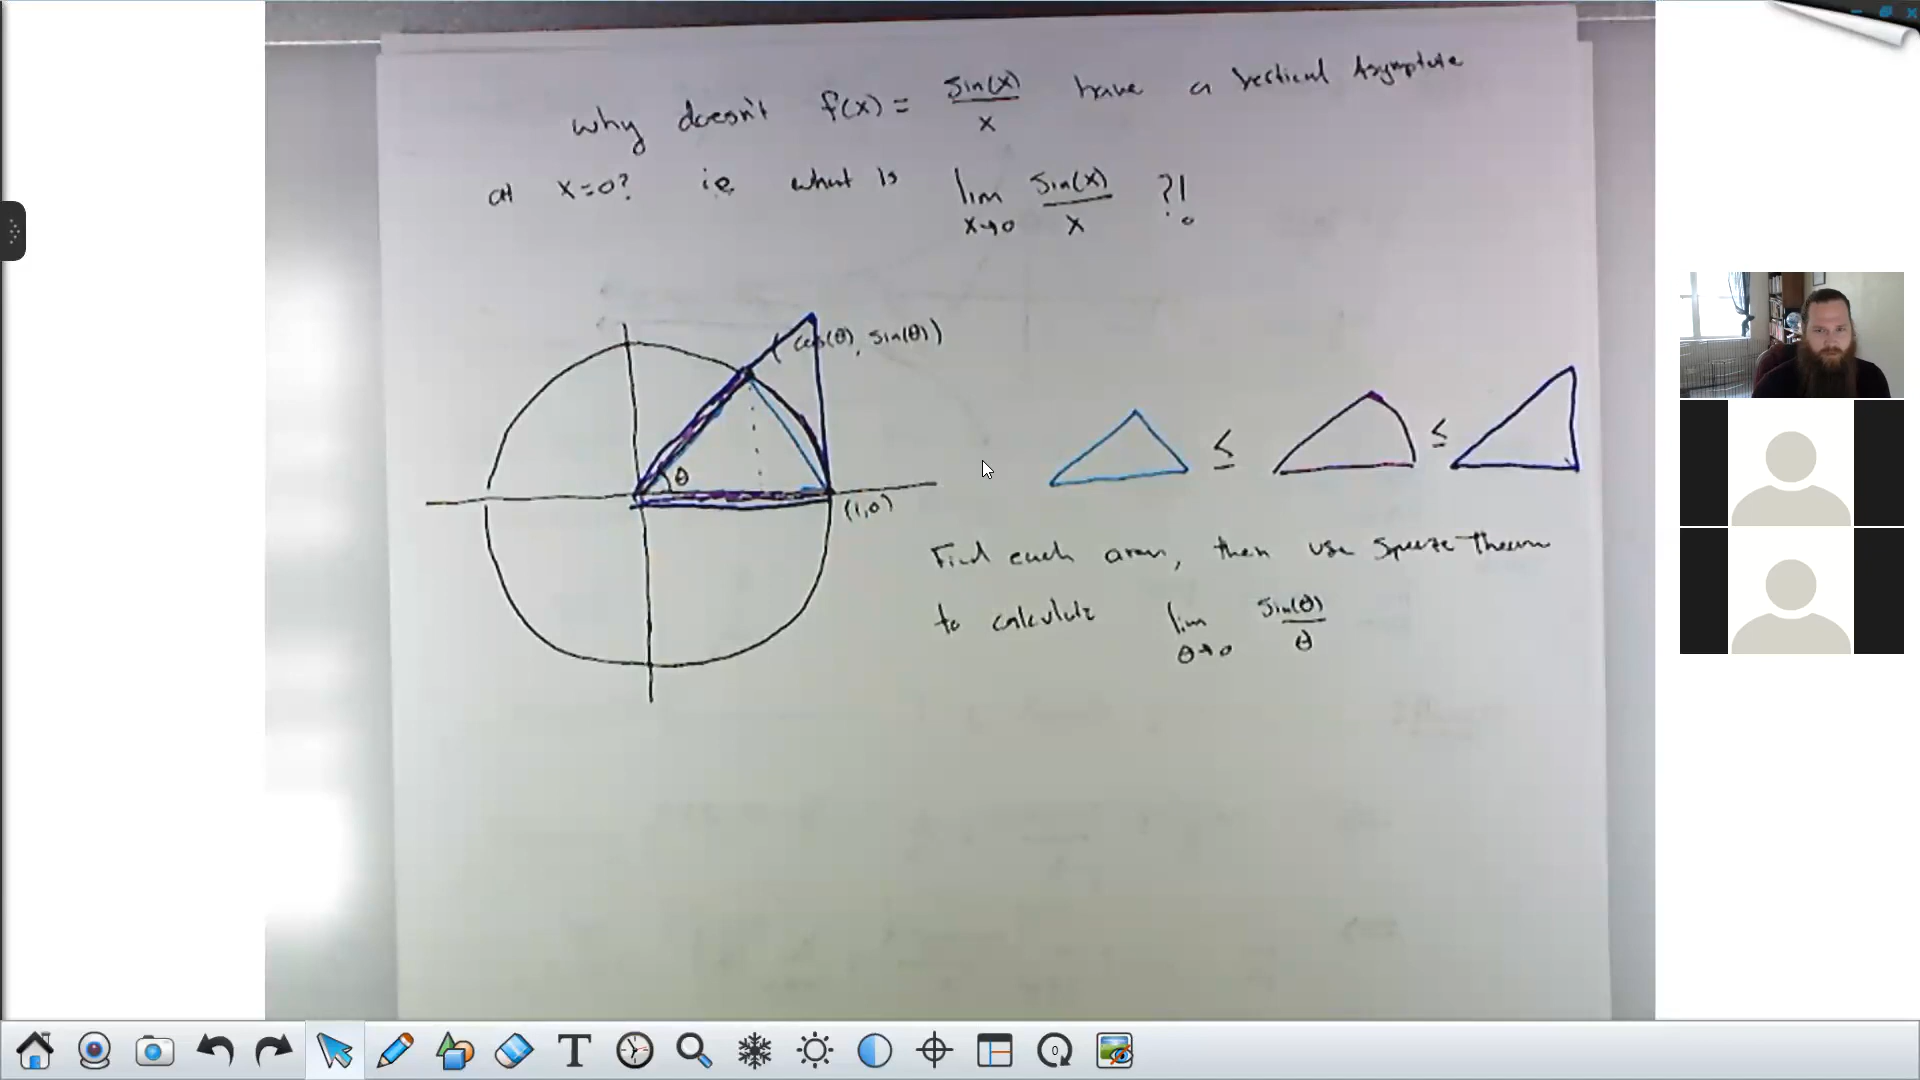 Why doesn't f(x) = sin(x)/x have a vertical Asymptote
at x=0? ie what is lim x→0 sin(x)/x ?!
(cos(θ), sin(θ))
θ
(1,0)
≤ ≤
Find each area, then use Squeeze Theorem
to calculate lim θ→0 sin(θ)/θ
T
0